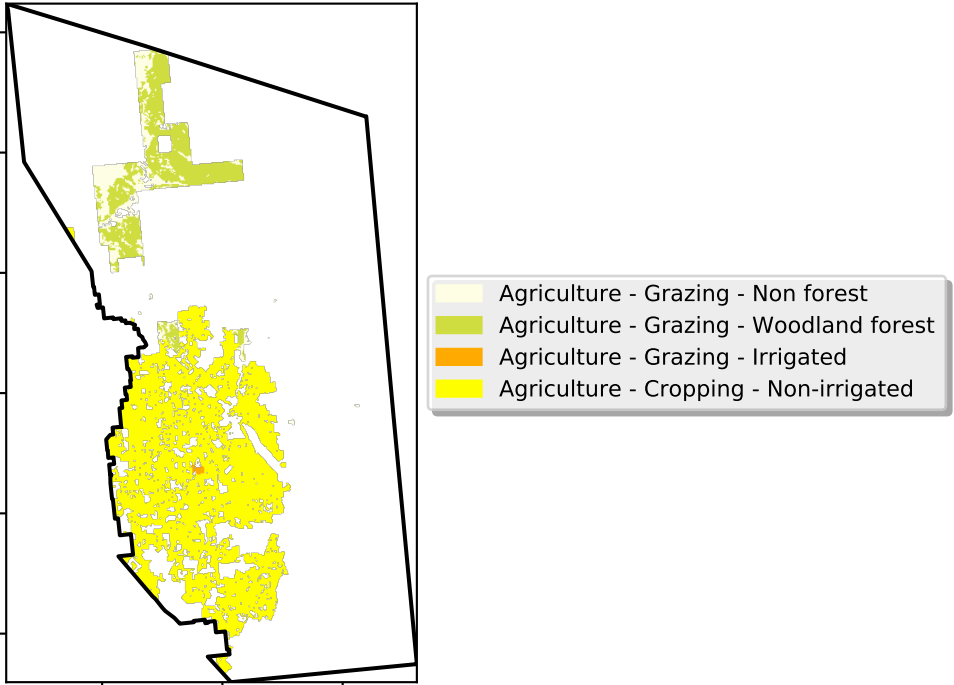 Agriculture - Grazing - Non forest
Agriculture - Grazing - Woodland forest
Agriculture - Grazing - Irrigated
Agriculture - Cropping - Non-irrigated